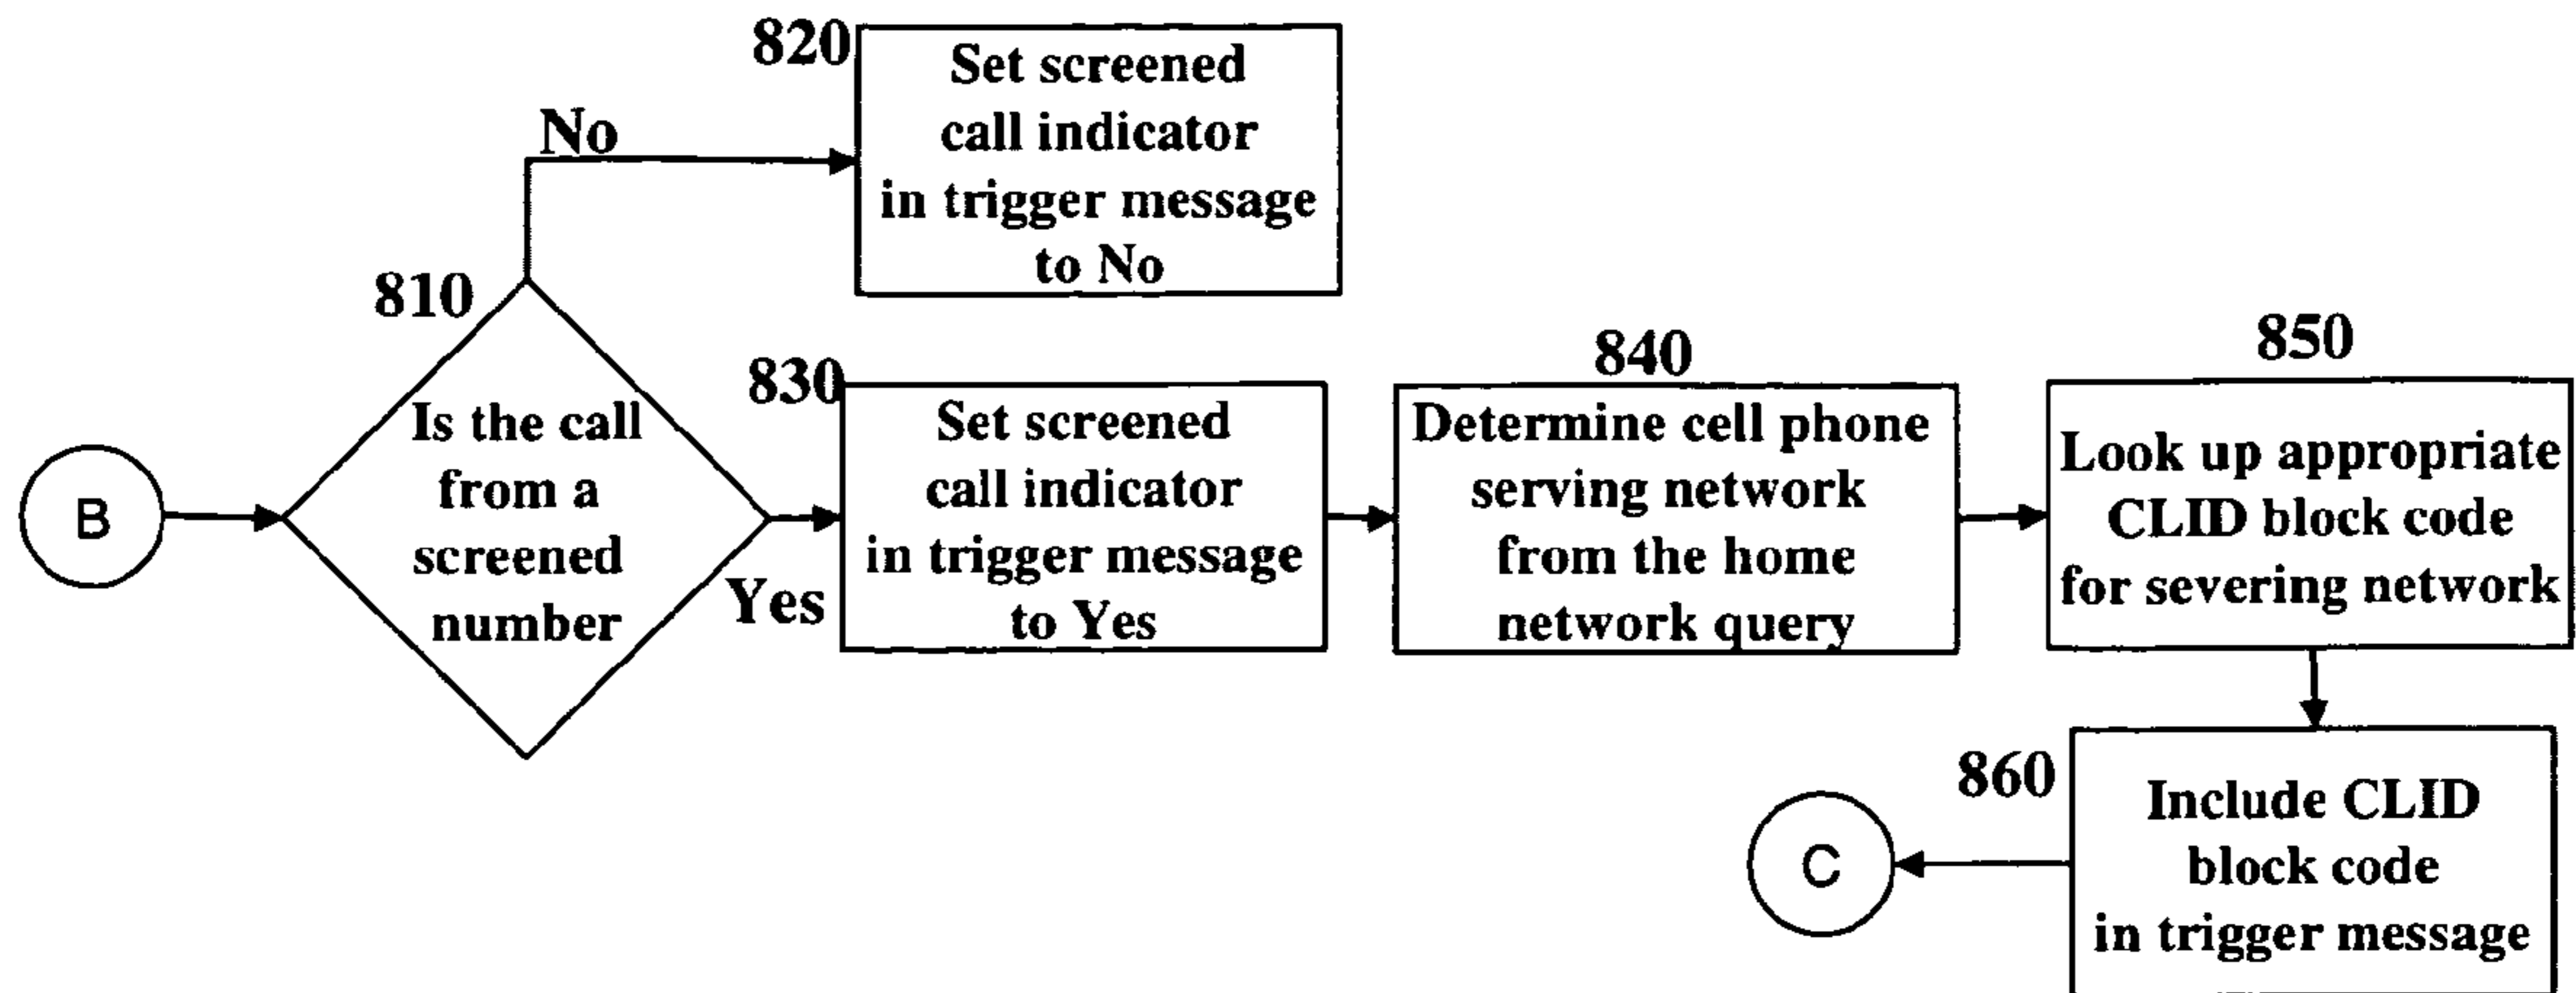 820
Set screened
call indicator
in trigger message
to No
No
810
Is the call
from a
screened
number
B
Yes
830
Set screened
call indicator
in trigger message
to Yes
840
Determine cell phone
serving network
from the home
network query
850
Look up appropriate
CLID block code
for severing network
860
Include CLID
block code
in trigger message
C